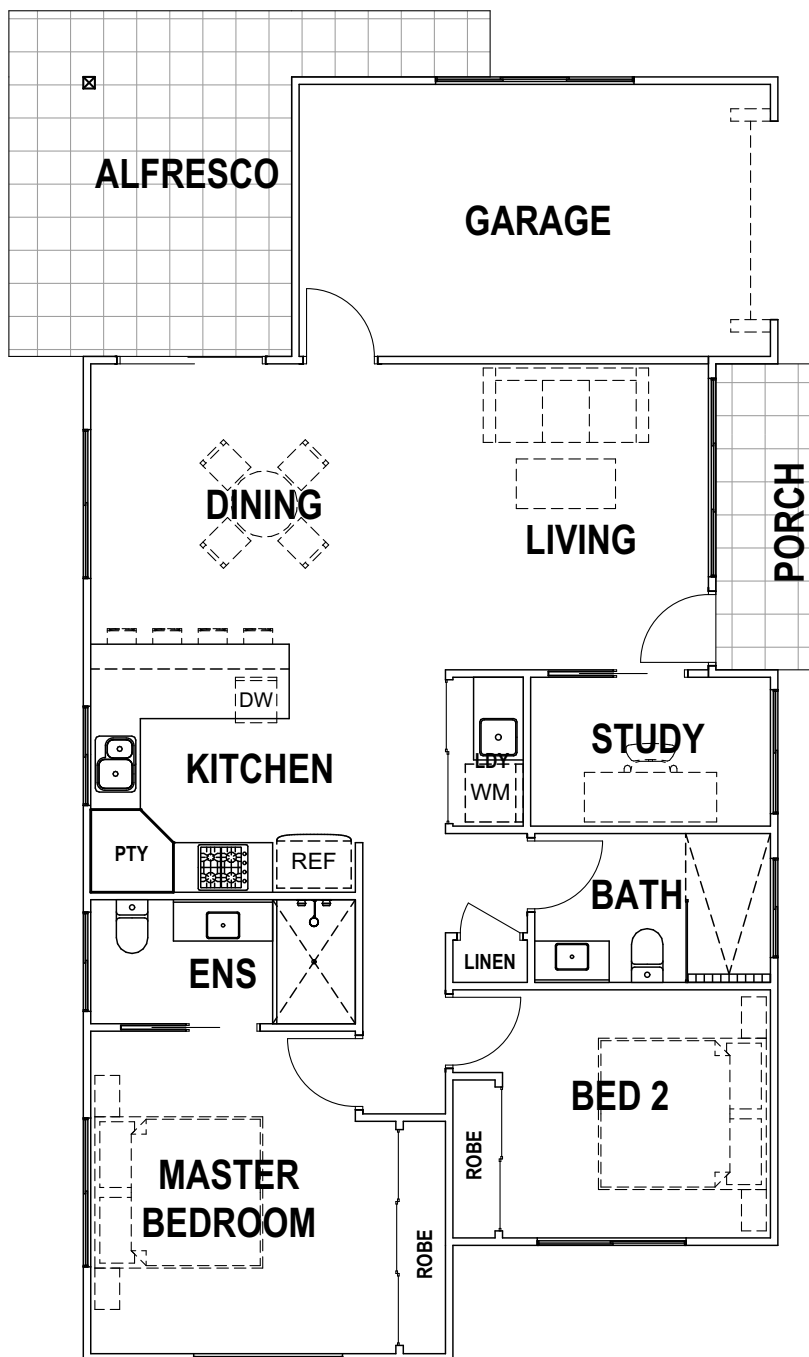 ALFRESCO
GARAGE
DINING
LIVING
PORCH
DW
KITCHEN
LDY
WM
STUDY
PTY
REF
BATH
ENS
LINEN
BED 2
ROBE
MASTER
BEDROOM
ROBE